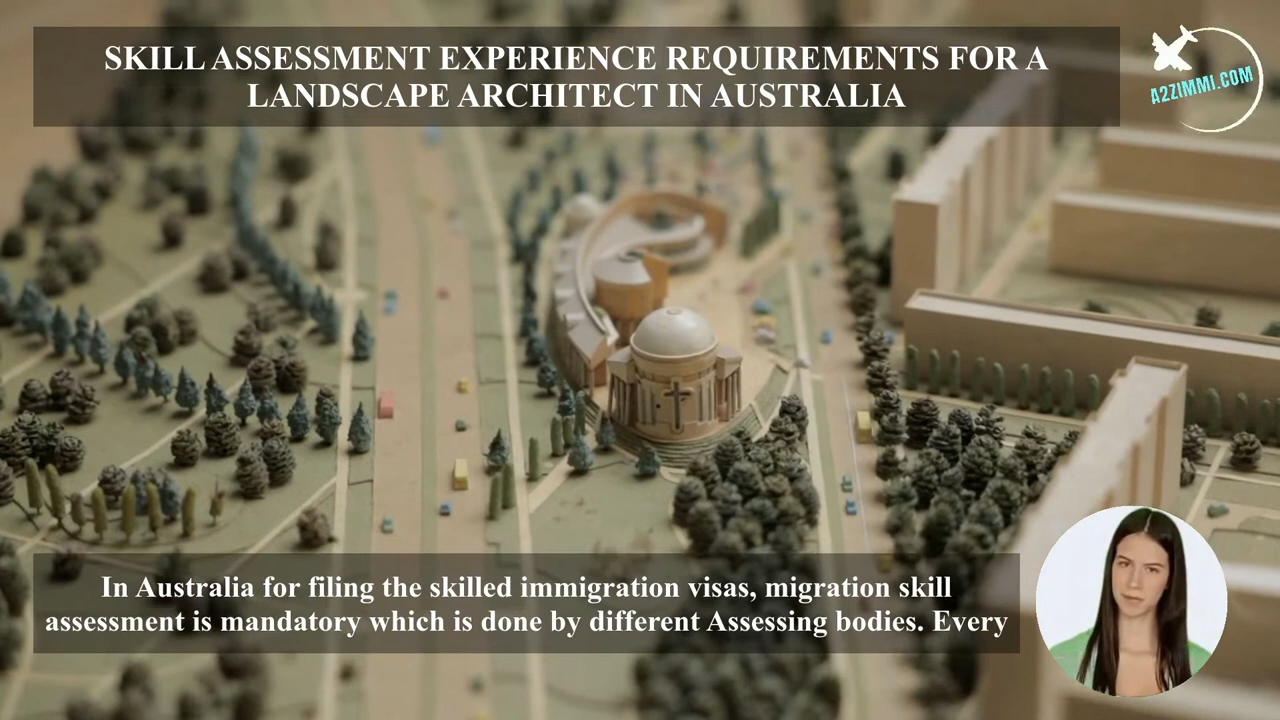 SKILL ASSESSMENT EXPERIENCE REQUIREMENTS FOR A
LANDSCAPE ARCHITECT IN AUSTRALIA
A2ZIMMI.COM
In Australia for filing the skilled immigration visas, migration skill
assessment is mandatory which is done by different Assessing bodies. Every